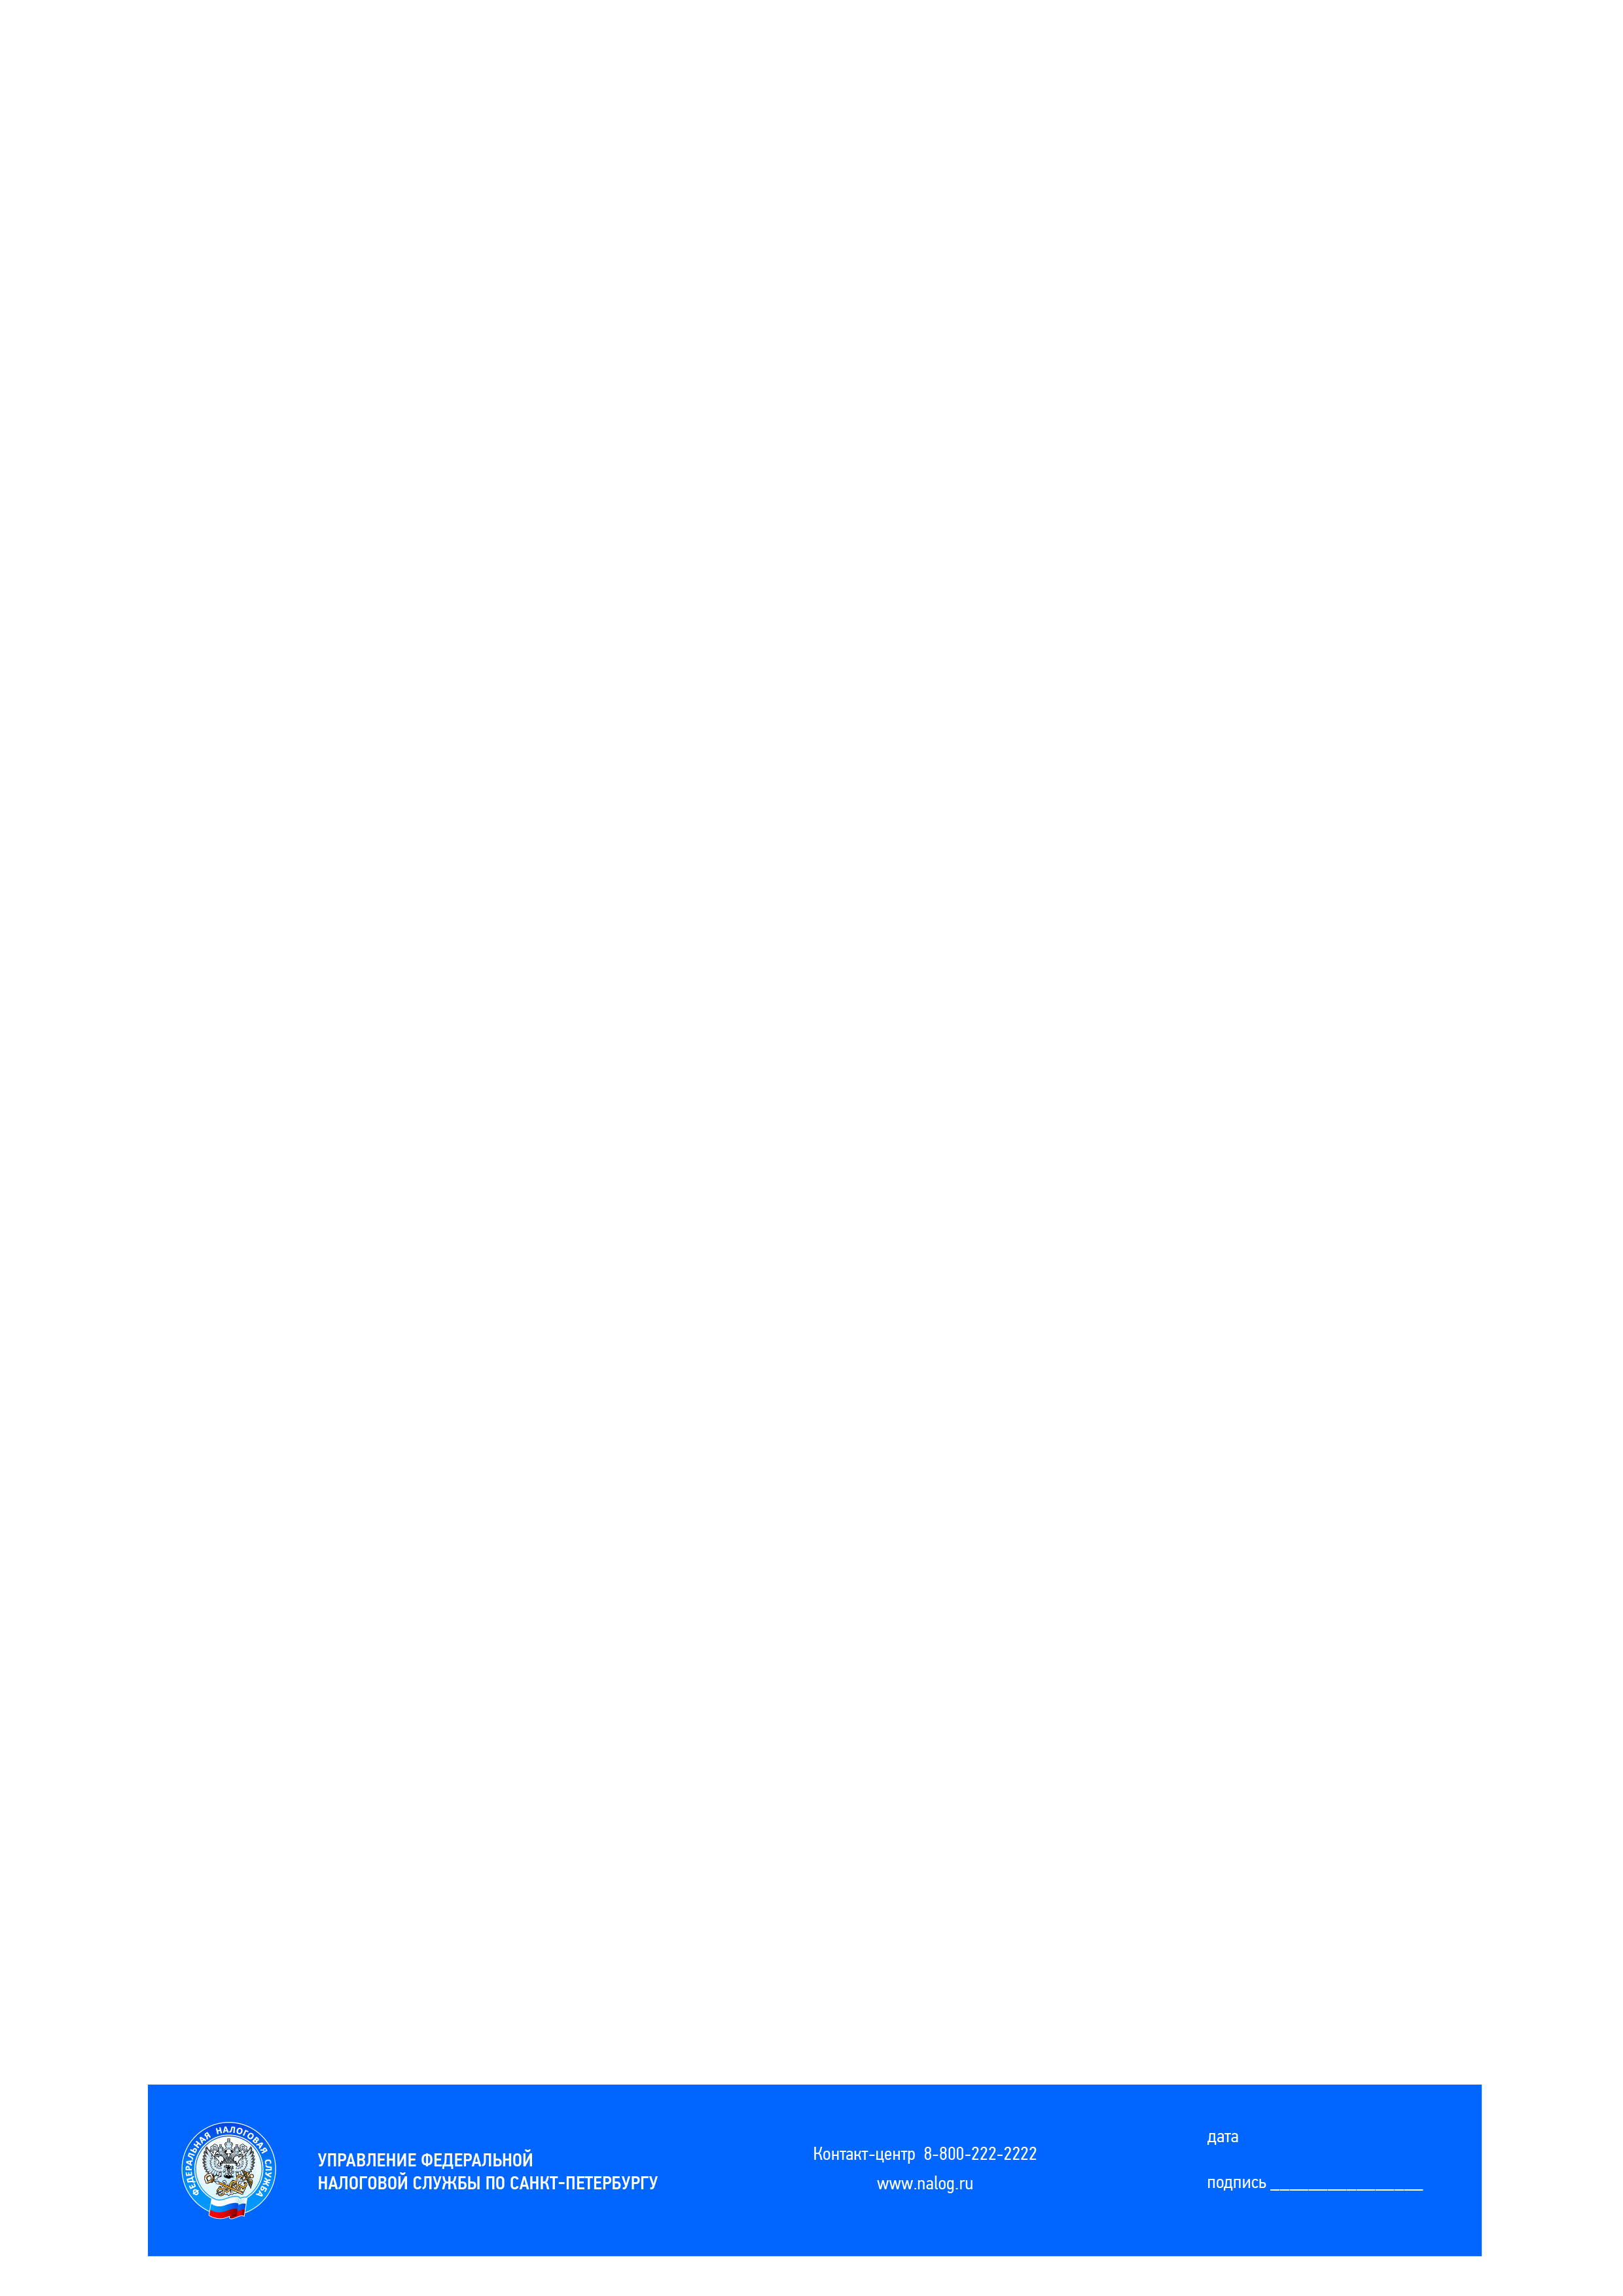 ФЕДЕРАЛЬНАЯ НАЛОГОВАЯ СЛУЖБА
УПРАВЛЕНИЕ ФЕДЕРАЛЬНОЙ
НАЛОГОВОЙ СЛУЖБЫ ПО САНКТ-ПЕТЕРБУРГУ
Контакт-центр 8-800-222-2222
www.nalog.ru
дата
подпись ________________